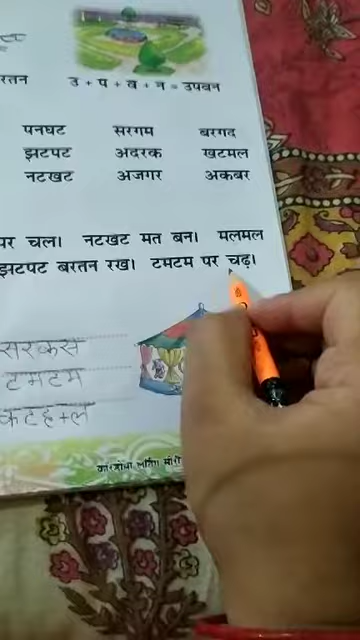 रतन
उ + प + व + न = उपवन
पनघट सरगम बरगद
झटपट अदरक खटमल
नटखट अजगर अकबर
पर चल। नटखट मत बन। मलमल
झटपट बरतन रख। टमटम पर चढ़।
सरकस
टमटम